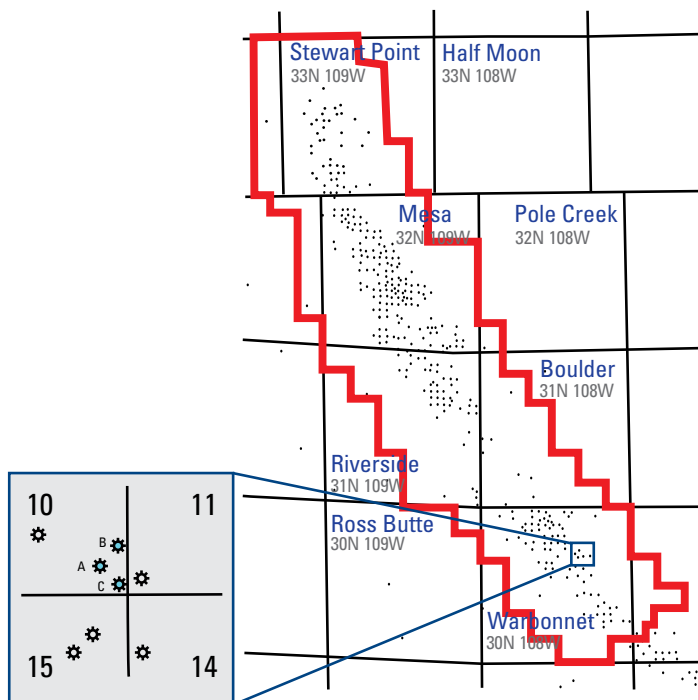 Stewart Point
33N 109W
Half Moon
33N 108W
Mesa
32N 109W
Pole Creek
32N 108W
Boulder
31N 108W
Riverside
31N 109W
Ross Butte
30N 109W
Warbonnet
30N 108W
10
11
B
A
C
15
14